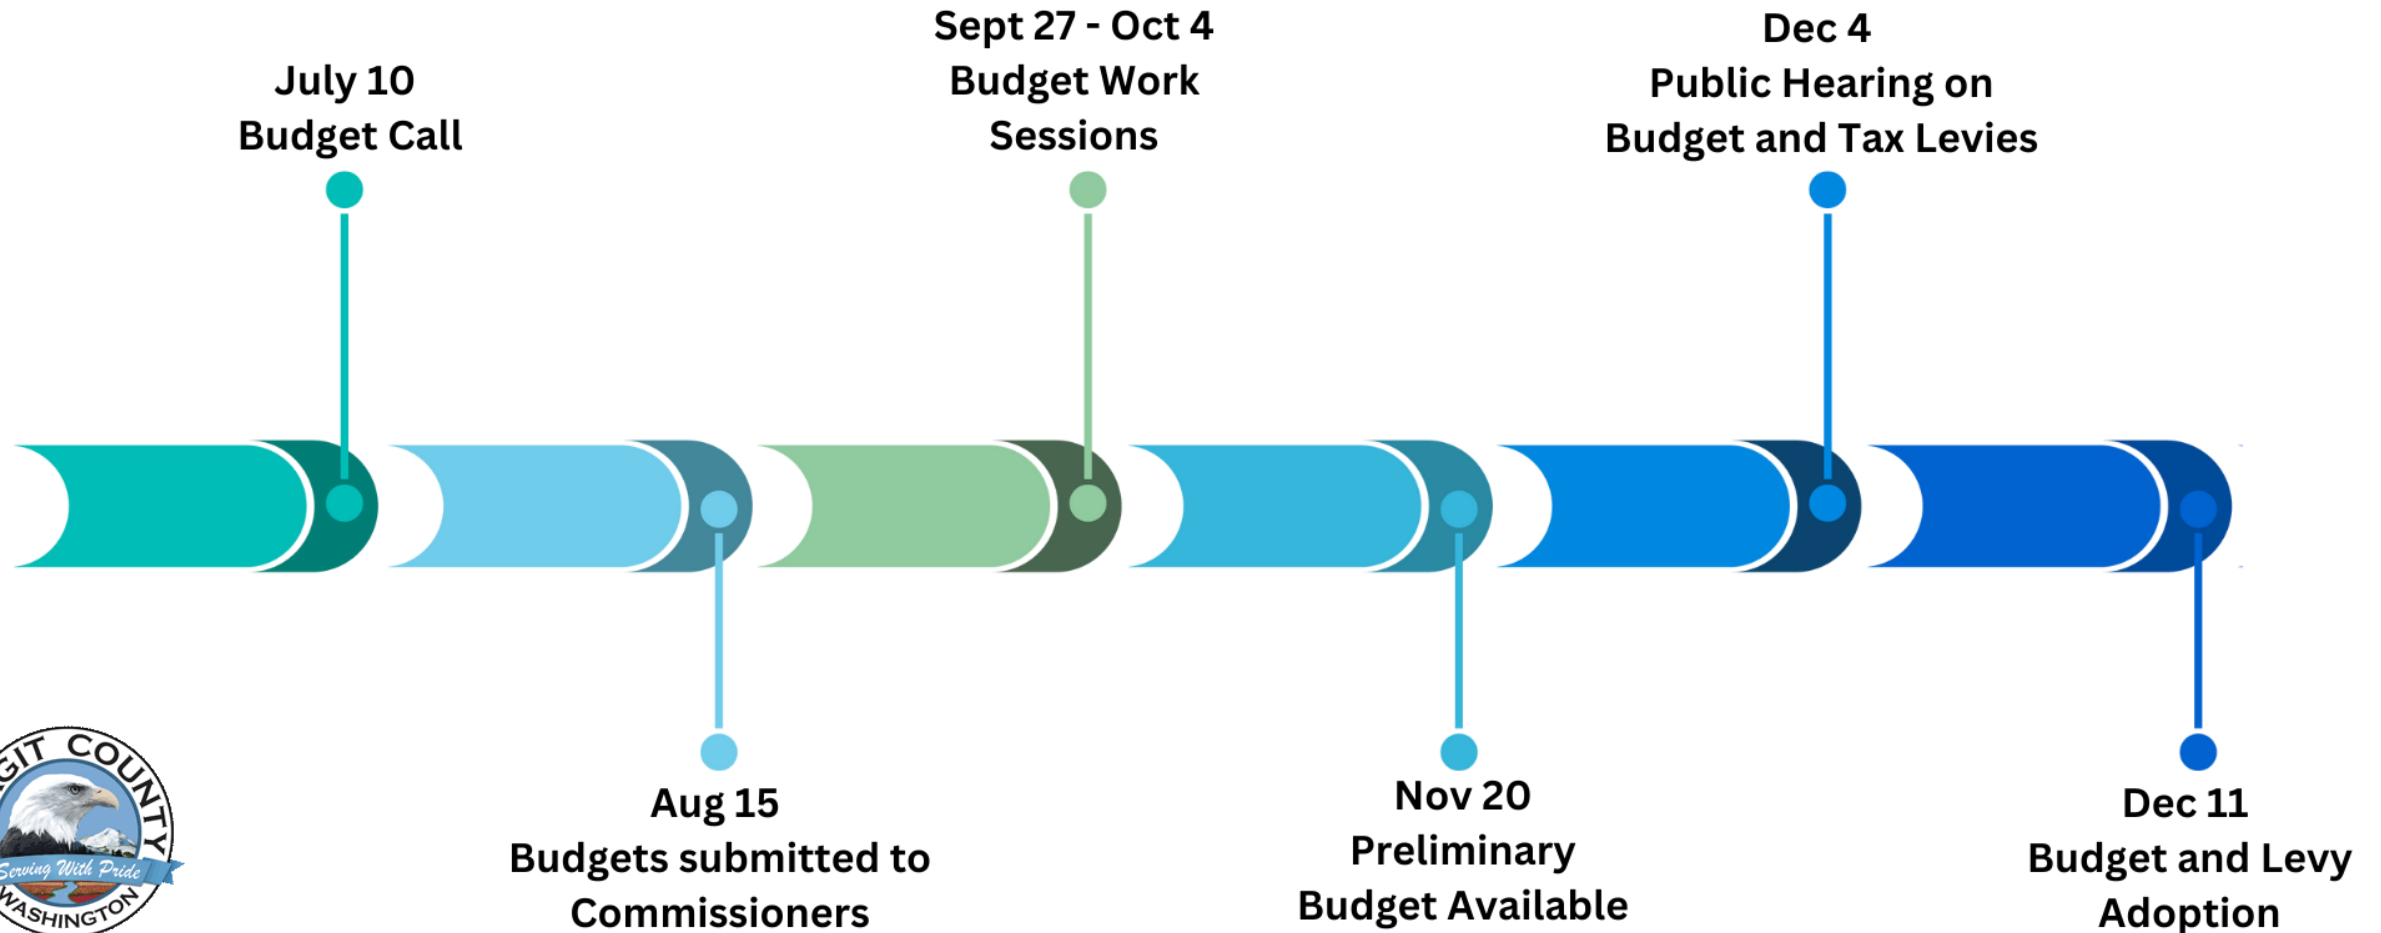 July 10
Budget Call
Sept 27 - Oct 4
Budget Work
Sessions
Dec 4
Public Hearing on
Budget and Tax Levies
Aug 15
Budgets submitted to
Commissioners
Nov 20
Preliminary
Budget Available
Dec 11
Budget and Levy
Adoption
GIT COUNTY
Serving With Pride
WASHINGTON